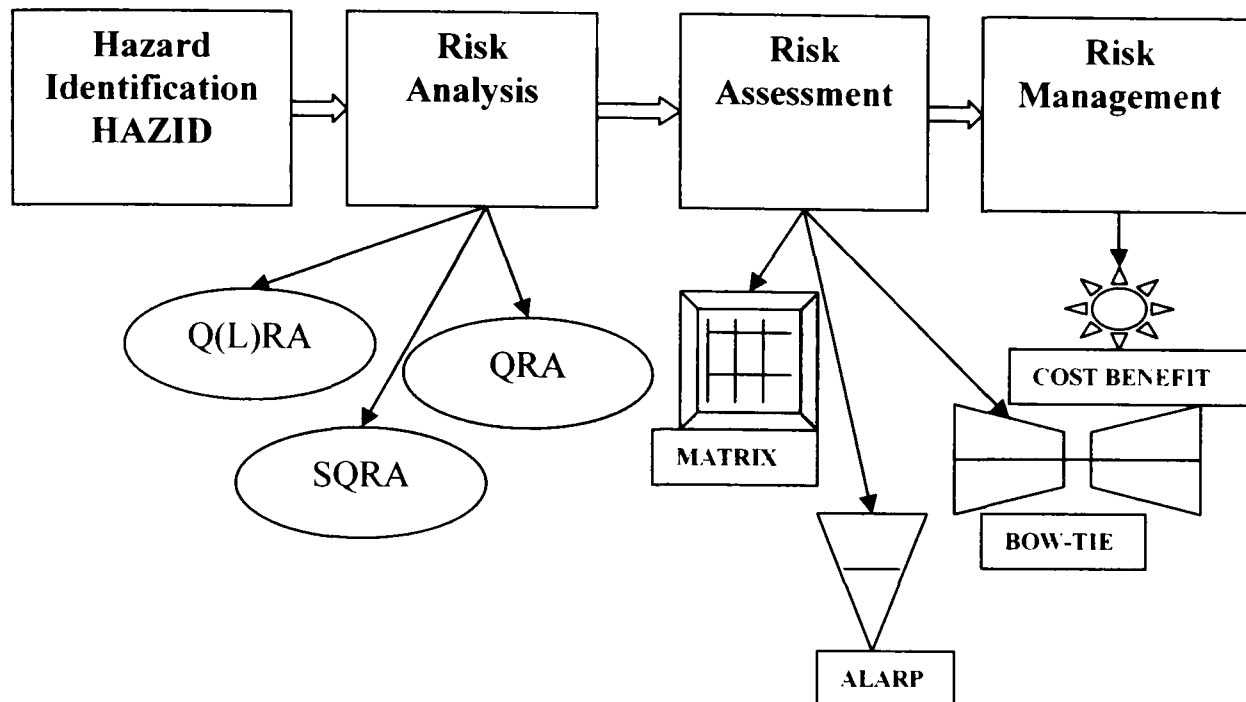 Hazard
Identification
HAZID
Risk
Analysis
Risk
Assessment
Risk
Management
Q(L)RA
QRA
SQRA
MATRIX
COST BENEFIT
BOW-TIE
ALARP